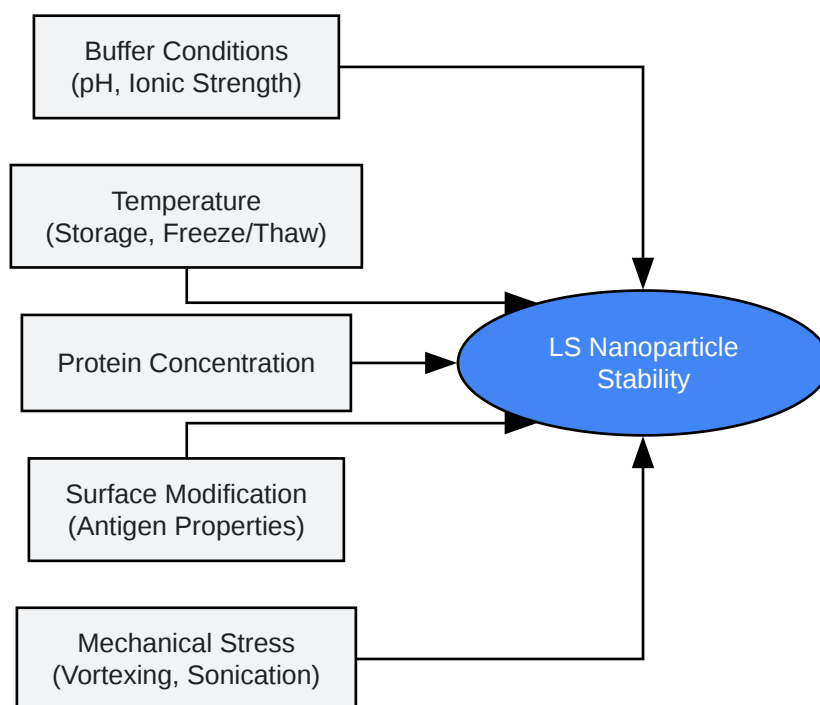 Buffer Conditions
(pH, Ionic Strength)
Temperature
(Storage, Freeze/Thaw)
Protein Concentration
LS Nanoparticle
Stability
Surface Modification
(Antigen Properties)
Mechanical Stress
(Vortexing, Sonication)